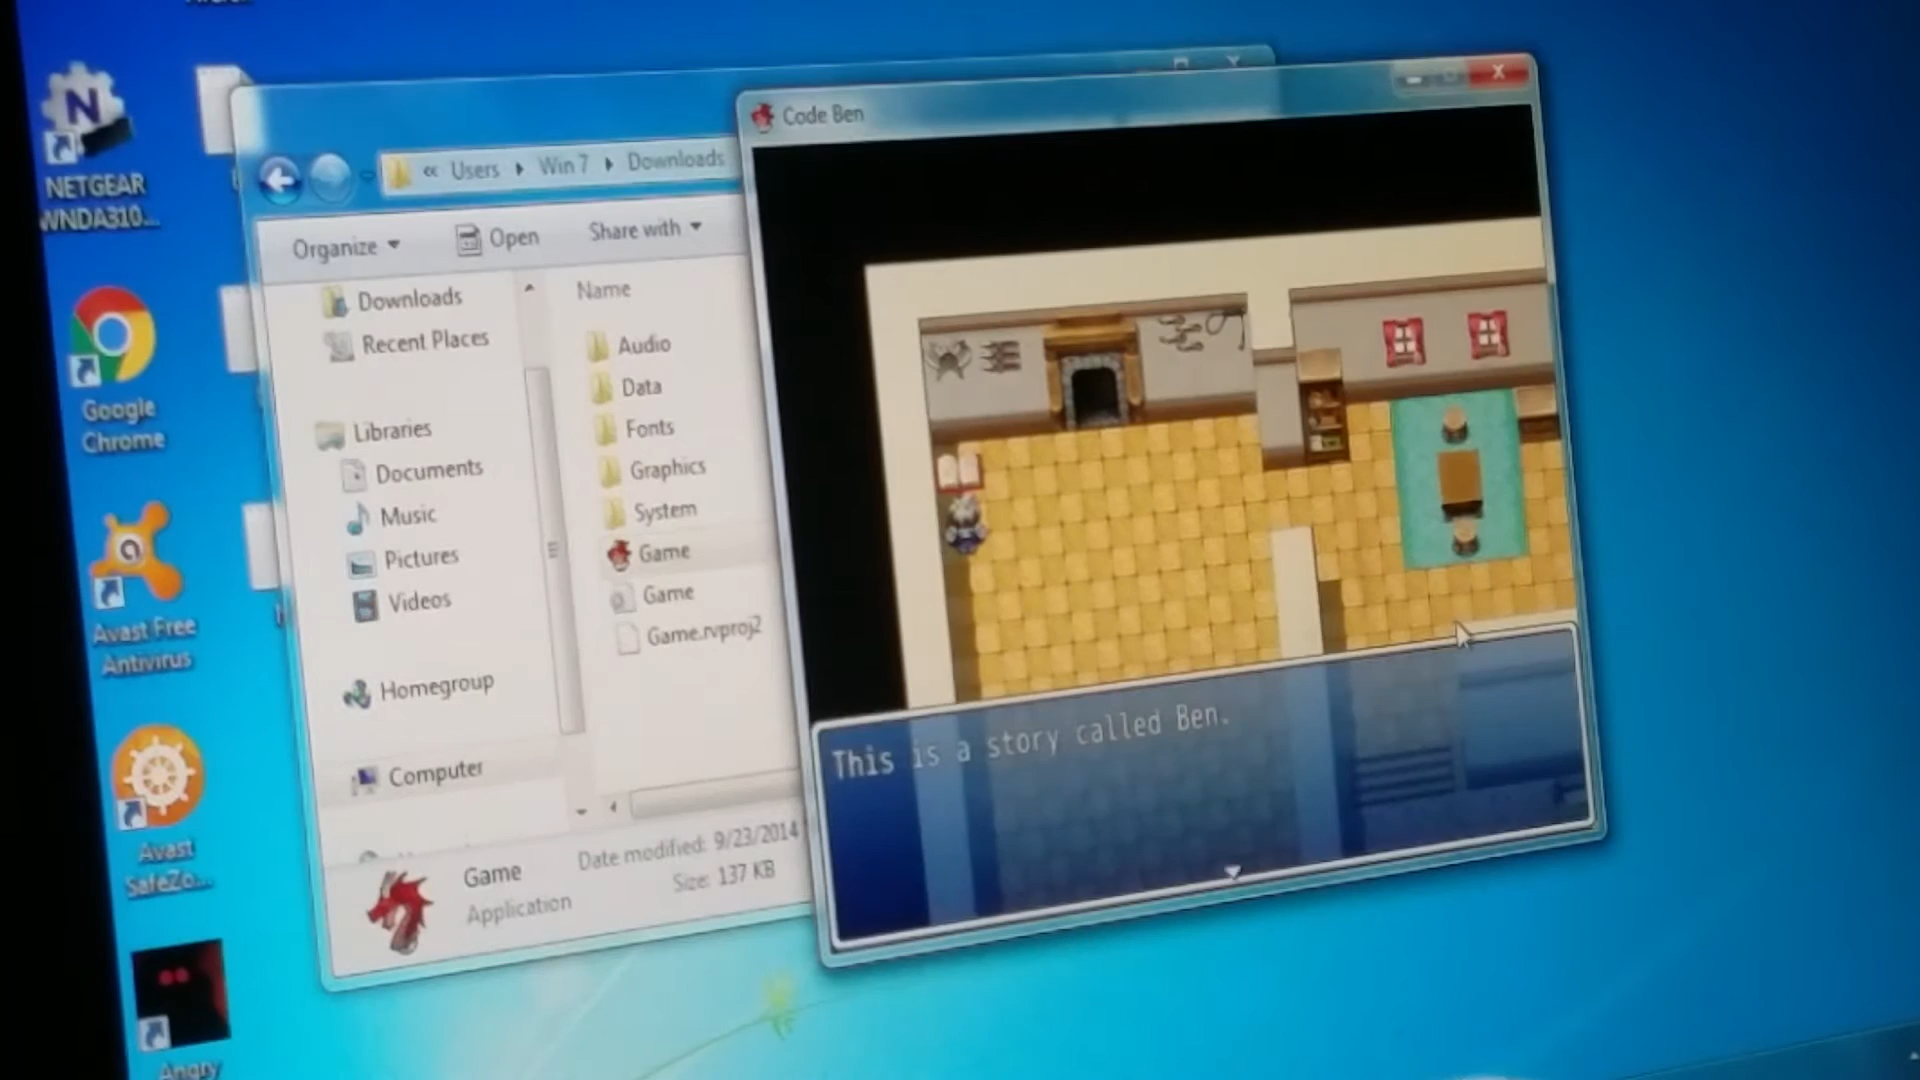 NETGEAR
WNDA310...
Google
Chrome
Avast Free
Antivirus
Avast
SafeZo...
Angry
« Users Win 7 Downloads
Organize
Open
Share with
Downloads
Recent Places
Libraries
Documents
Music
Pictures
Videos
Homegroup
Computer
Name
Audio
Data
Fonts
Graphics
System
Game
Game
Game.rvproj2
Game
Application
Date modified: 9/23/2014
Size: 137 KB
Code Ben
This is a story called Ben.